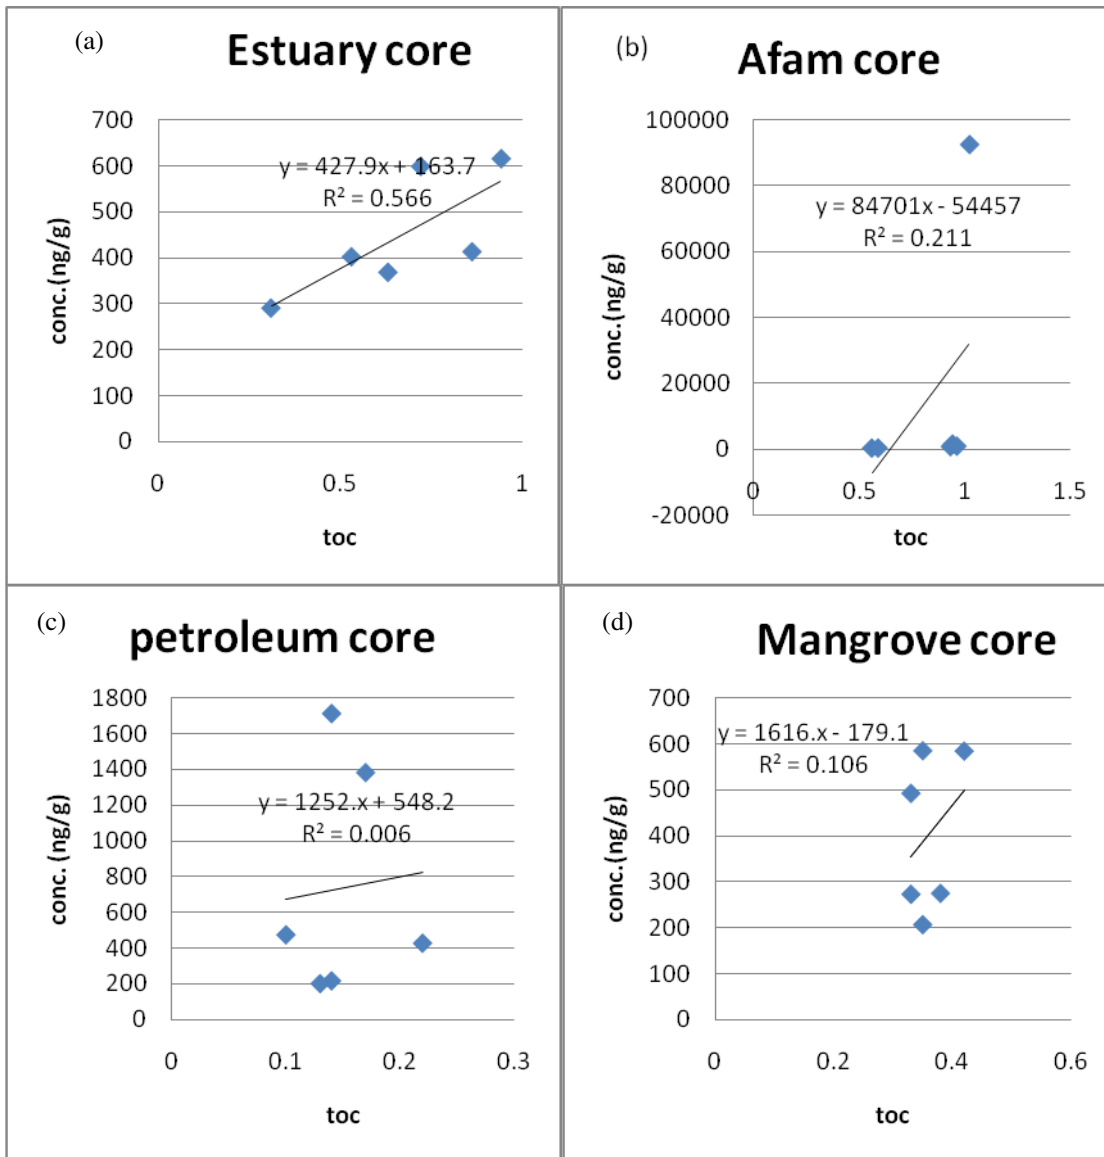 (a)
Estuary core
700
600
500
400
300
200
100
0
y = 427.9x + 163.7
R² = 0.566
conc.(ng/g)
0 0.5 1
toc
(b)
Afam core
100000
80000
60000
40000
20000
0
-20000
y = 84701x - 54457
R² = 0.211
conc.(ng/g)
0 0.5 1 1.5
toc
(c)
petroleum core
1800
1600
1400
1200
1000
800
600
400
200
0
y = 1252.x + 548.2
R² = 0.006
conc.(ng/g)
0 0.1 0.2 0.3
toc
(d)
Mangrove core
700
600
500
400
300
200
100
0
y = 1616.x - 179.1
R² = 0.106
conc.(ng/g)
0 0.2 0.4 0.6
toc